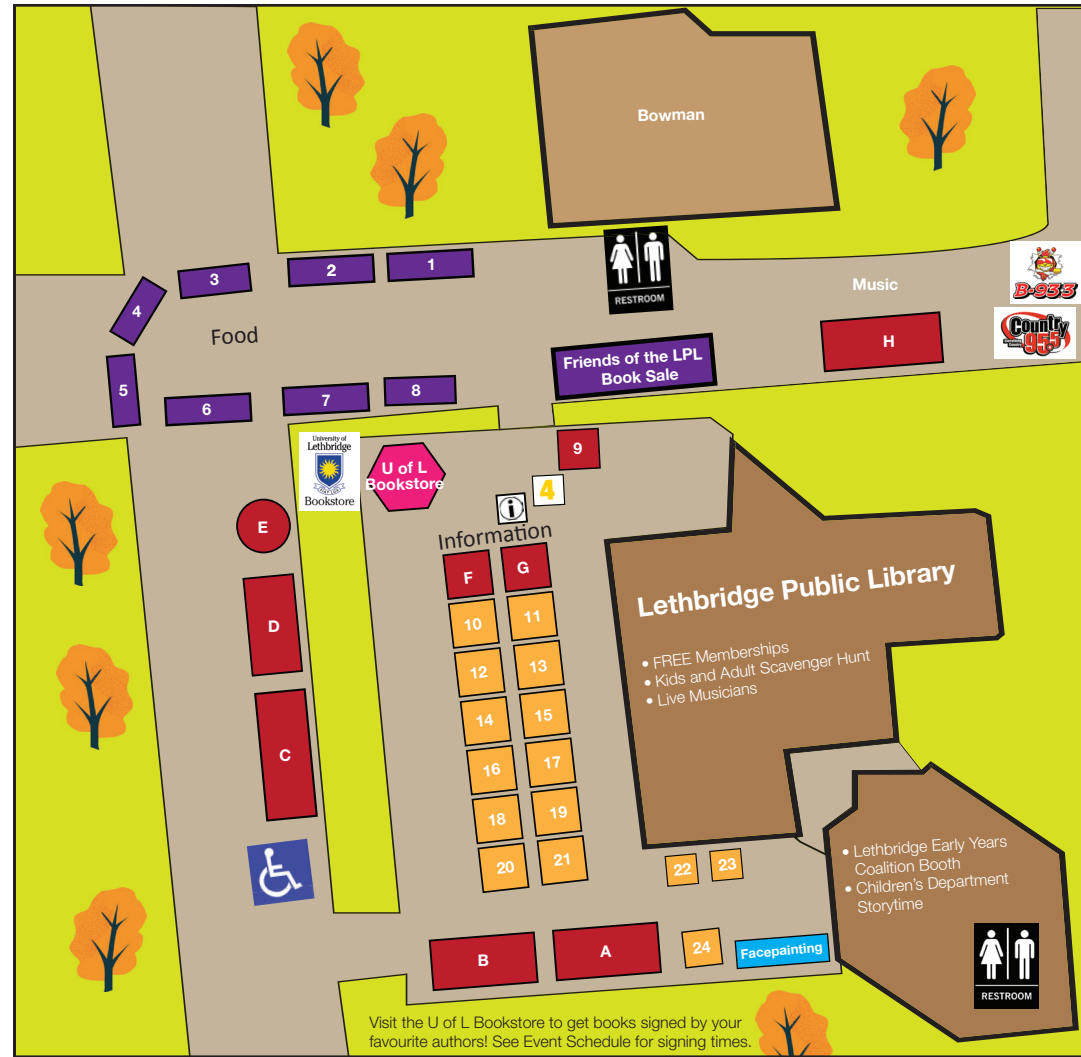 Bowman
RESTROOM
Music
B-93.3
Country
95.5
H
1
2
3
4
5
6
7
8
Food
Friends of the LPL
Book Sale
University of
Lethbridge
Bookstore
U of L
Bookstore
9
4
i
Information
E
D
C
F
G
10
11
12
13
14
15
16
17
18
19
20
21
Lethbridge Public Library
• FREE Memberships
• Kids and Adult Scavenger Hunt
• Live Musicians
22
23
24
Facepainting
B
A
• Lethbridge Early Years
Coalition Booth
• Children's Department
Storytime
RESTROOM
Visit the U of L Bookstore to get books signed by your
favourite authors! See Event Schedule for signing times.